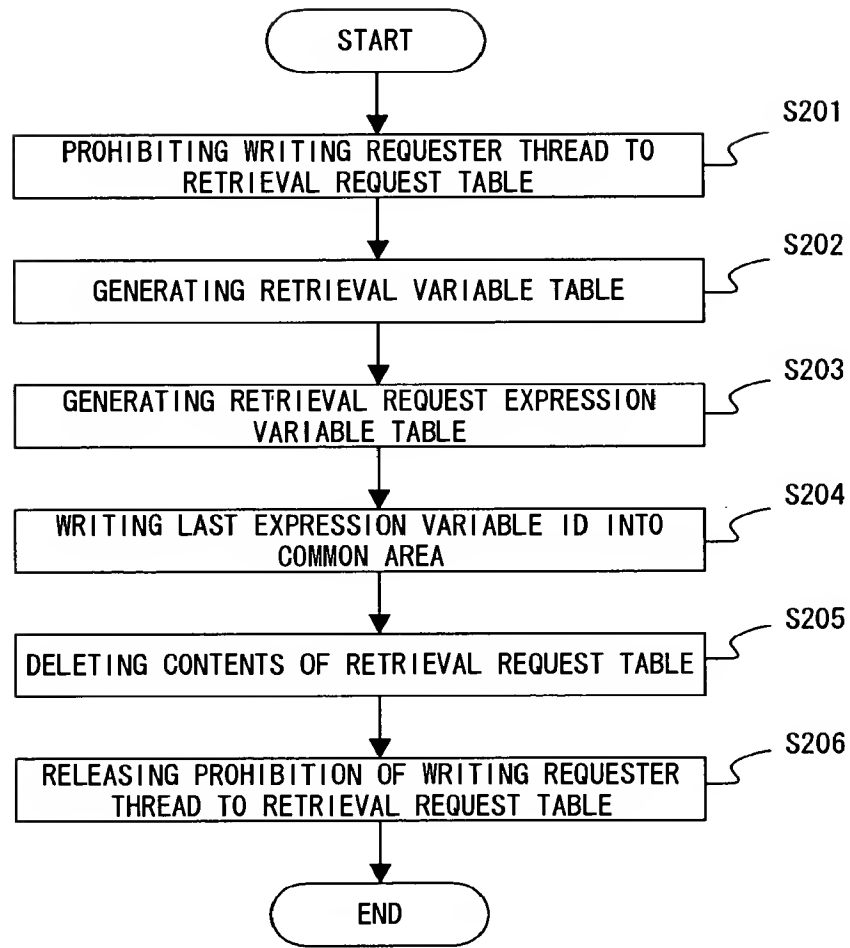 START
S201
PROHIBITING WRITING REQUESTER THREAD TO
RETRIEVAL REQUEST TABLE
S202
GENERATING RETRIEVAL VARIABLE TABLE
S203
GENERATING RETRIEVAL REQUEST EXPRESSION
VARIABLE TABLE
S204
WRITING LAST EXPRESSION VARIABLE ID INTO
COMMON AREA
S205
DELETING CONTENTS OF RETRIEVAL REQUEST TABLE
S206
RELEASING PROHIBITION OF WRITING REQUESTER
THREAD TO RETRIEVAL REQUEST TABLE
END